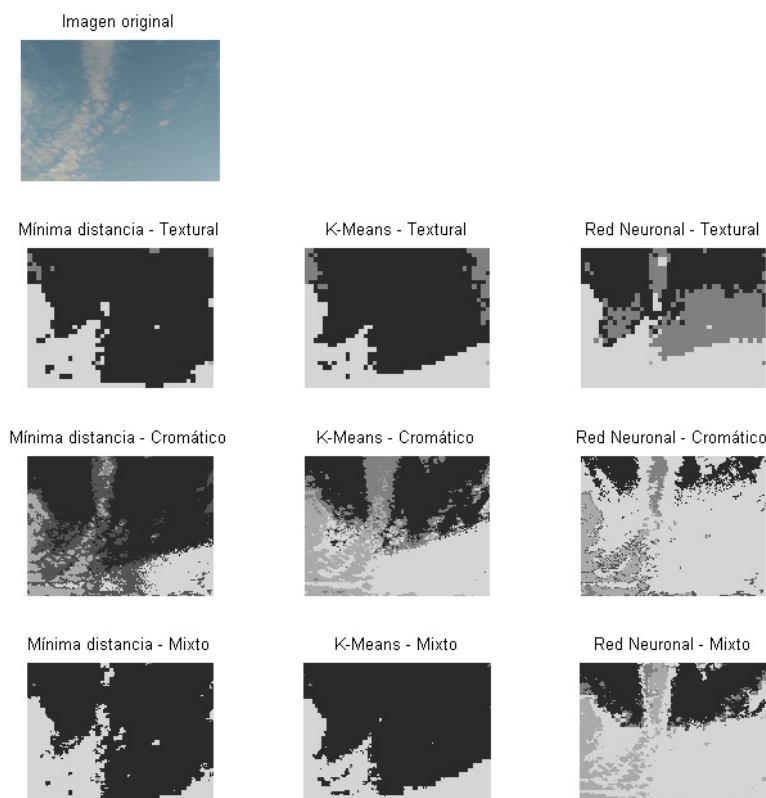 Imagen original
Mínima distancia - Textural
K-Means - Textural
Red Neuronal - Textural
Mínima distancia - Cromático
K-Means - Cromático
Red Neuronal - Cromático
Mínima distancia - Mixto
K-Means - Mixto
Red Neuronal - Mixto